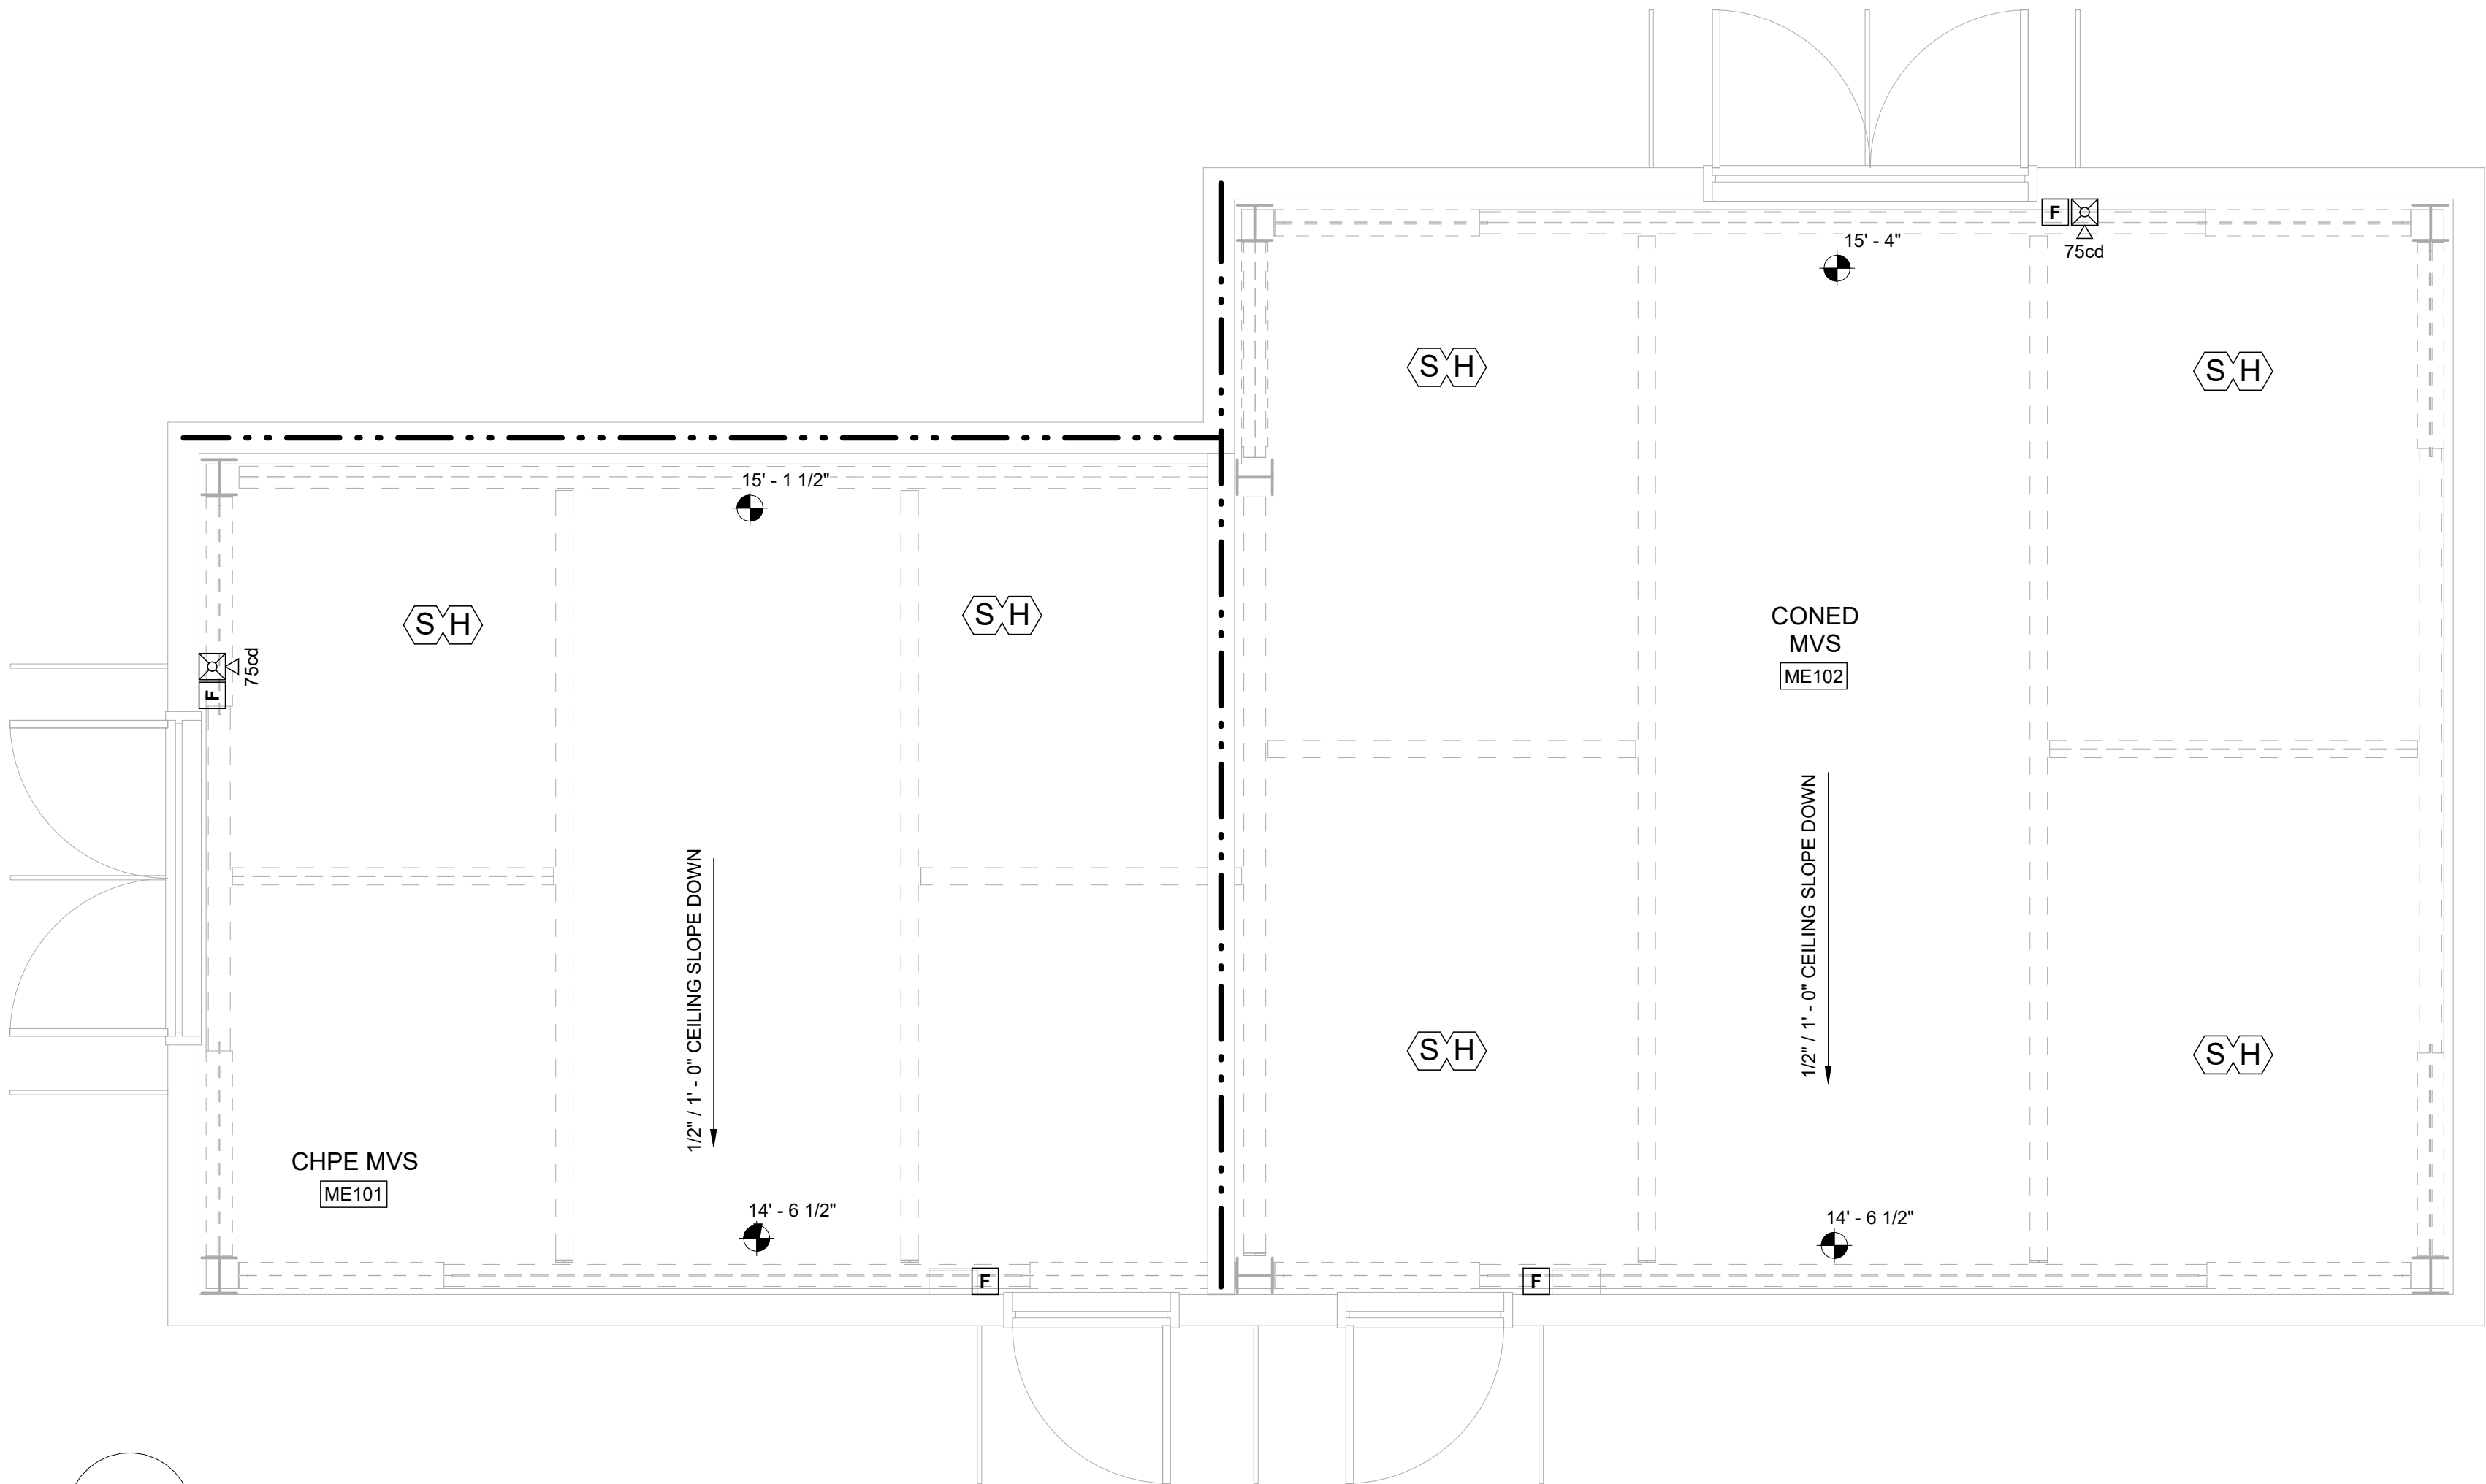 F
15' - 4"
75cd
S H
S H
15' - 1 1/2"
S H
S H
CONED
MVS
ME102
75cd
F
1/2" / 1' - 0" CEILING SLOPE DOWN
1/2" / 1' - 0" CEILING SLOPE DOWN
S H
S H
CHPE MVS
ME101
14' - 6 1/2"
14' - 6 1/2"
F
F